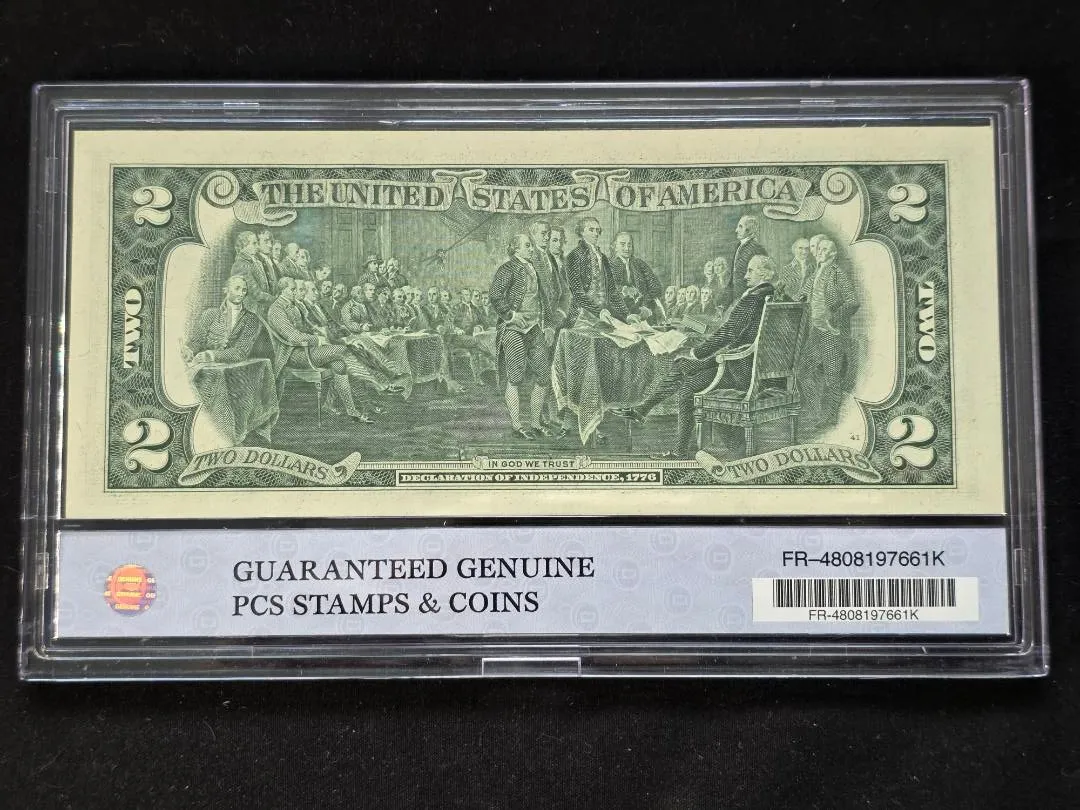 2 THE UNITED STATES OF AMERICA 2
TWO
TWO
2
2
41
TWO DOLLARS
IN GOD WE TRUST
TWO DOLLARS
DECLARATION OF INDEPENDENCE, 1776
GUARANTEED GENUINE
PCS STAMPS & COINS
FR–4808197661K
FR-4808197661K
GENUINE